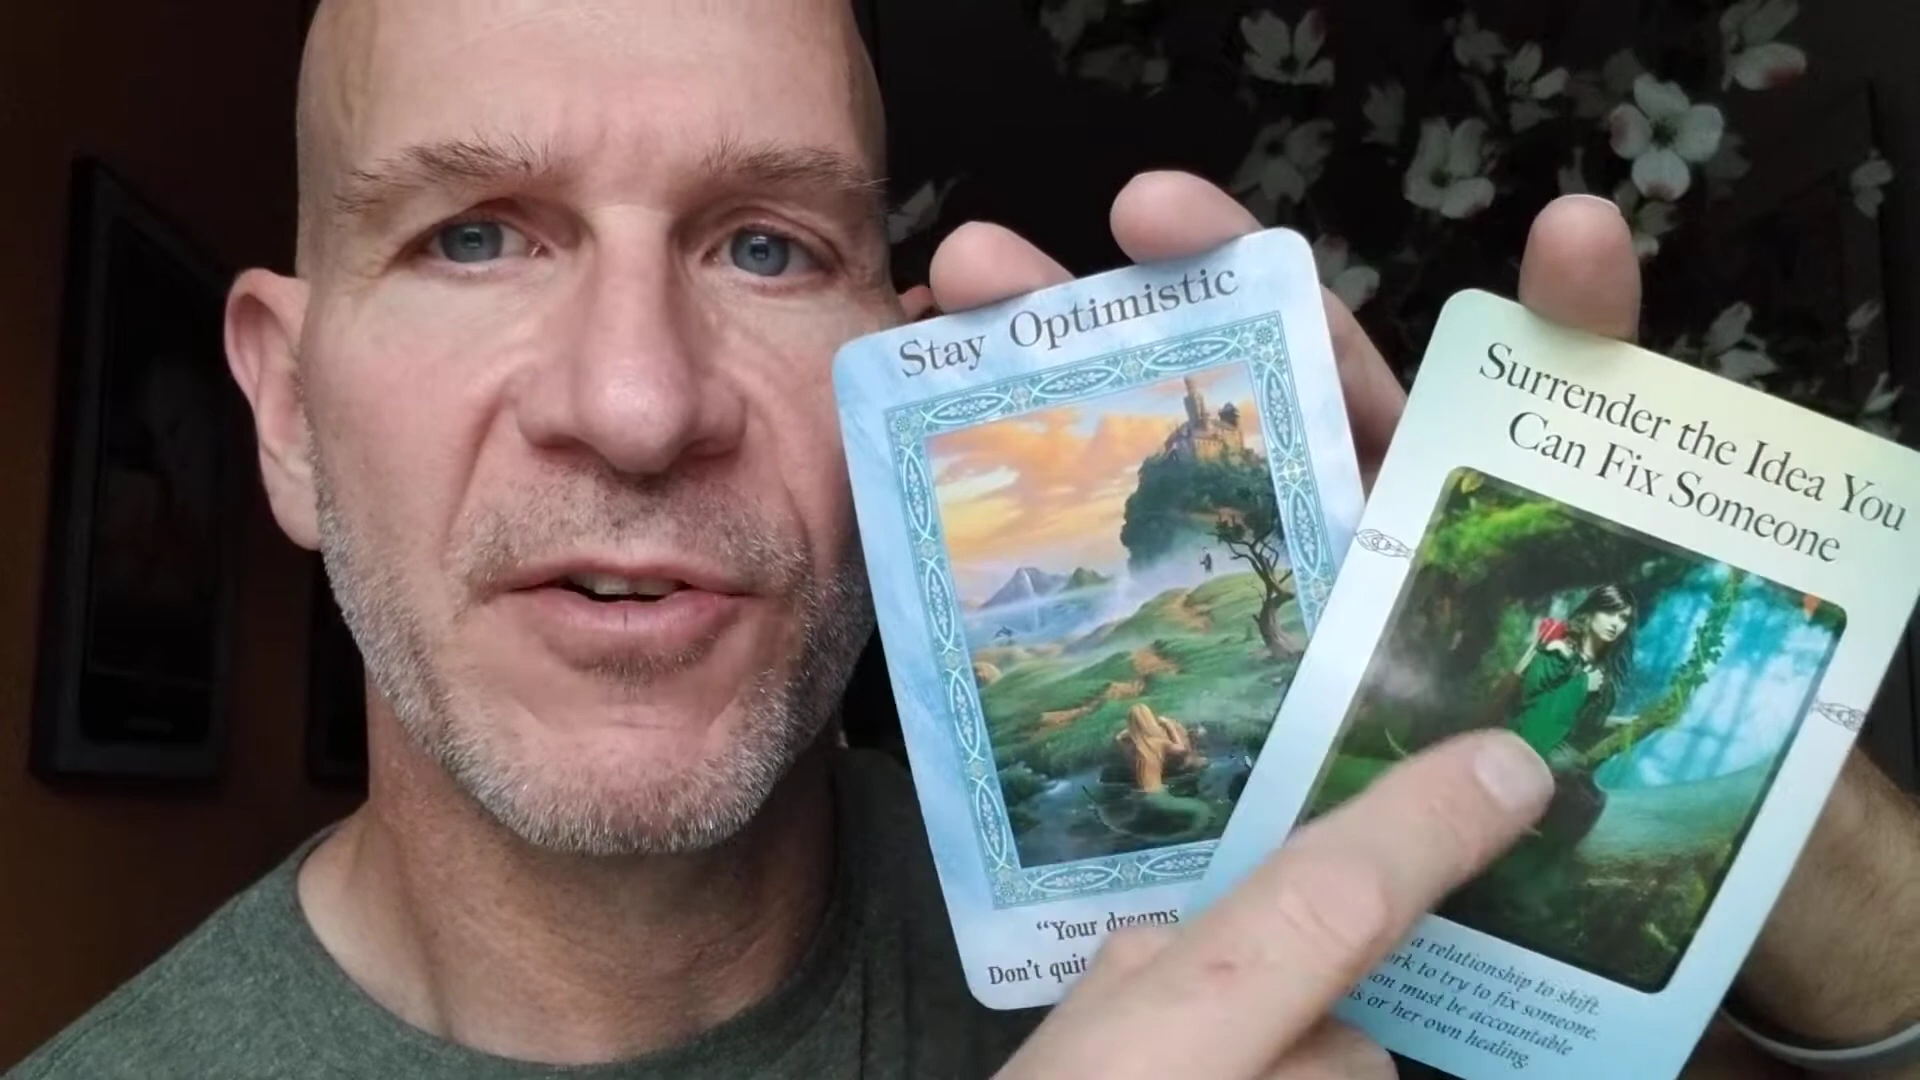 Stay Optimistic
"Your dreams
Don't quit
Surrender the Idea You
Can Fix Someone
a relationship to shift.
to try to fix someone.
must be accountable
or her own healing.